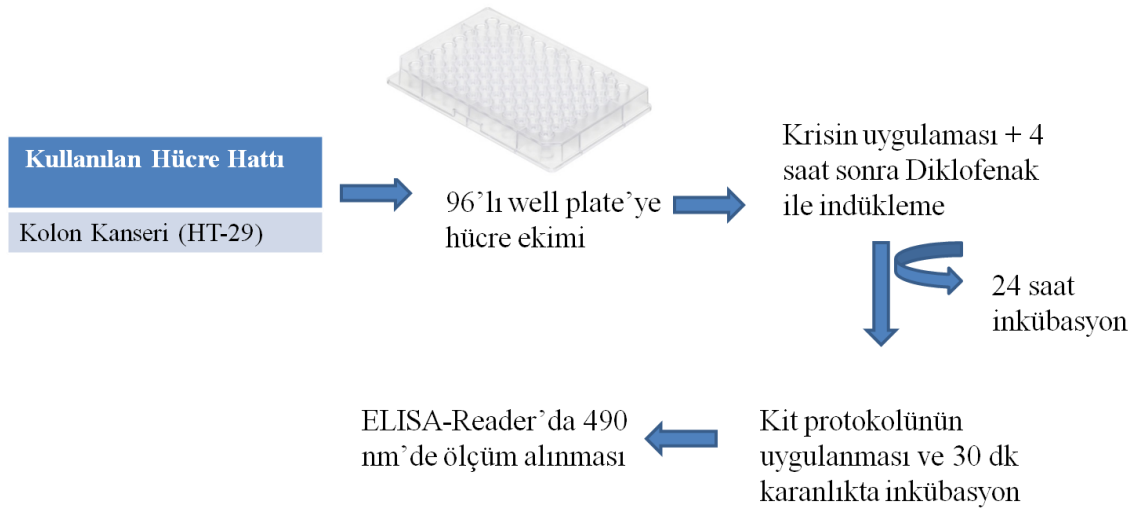 Kullanılan Hücre Hattı
Kolon Kanseri (HT-29)
96’lı well plate’ye
hücre ekimi
Krisin uygulaması + 4
saat sonra Diklofenak
ile indükleme
24 saat
inkübasyon
Kit protokolünün
uygulanması ve 30 dk
karanlıkta inkübasyon
ELISA-Reader’da 490
nm’de ölçüm alınması